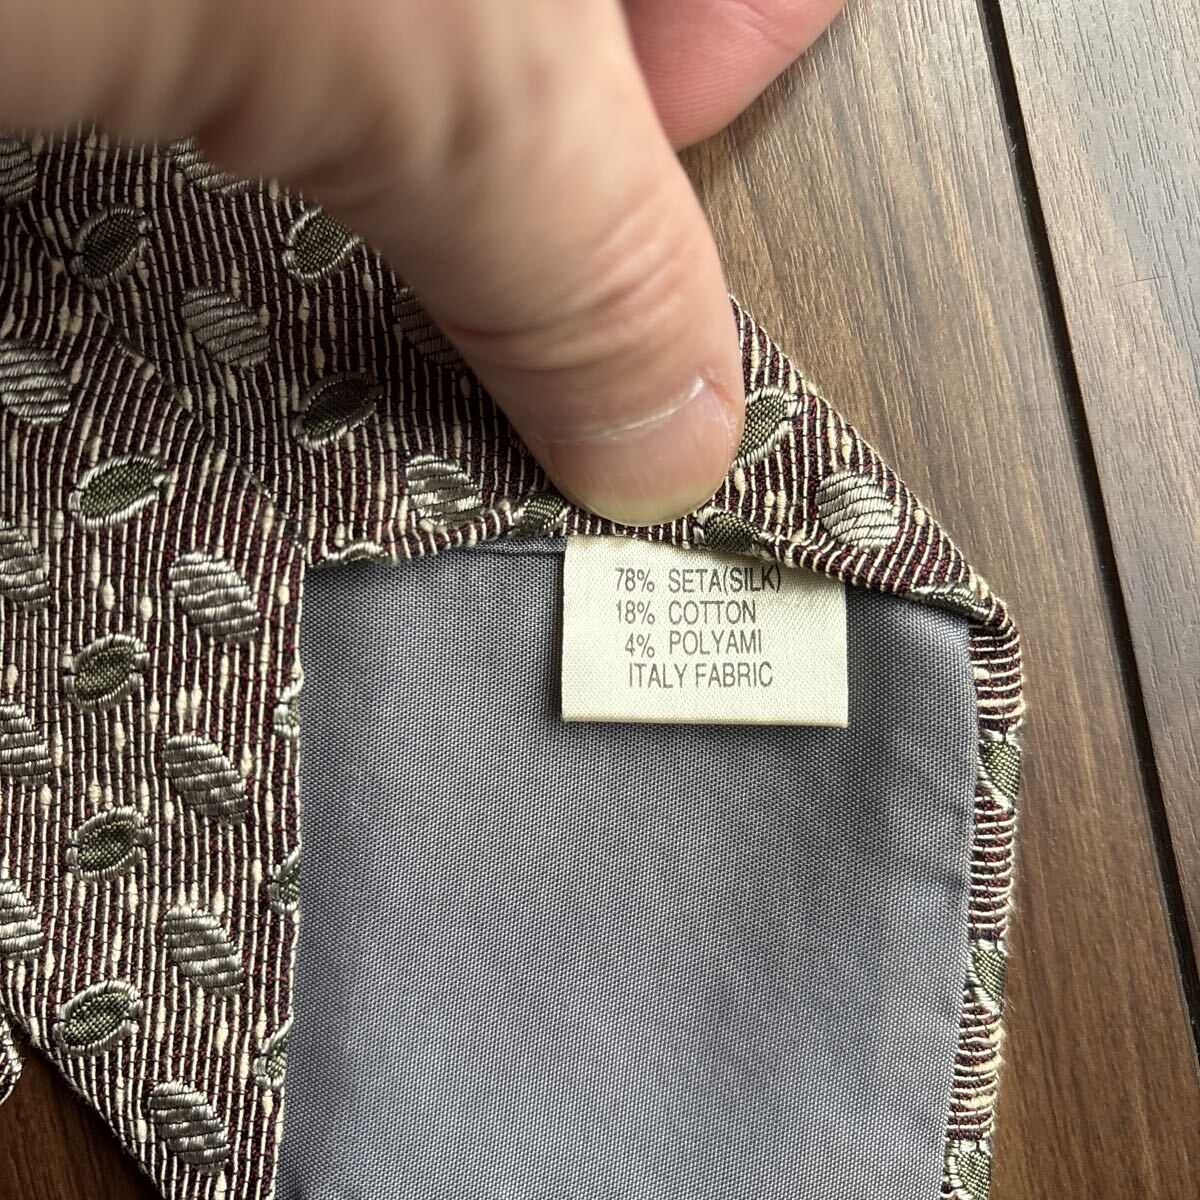 78% SETA(SILK)
18% COTTON
4% POLYAMI
ITALY FABRIC